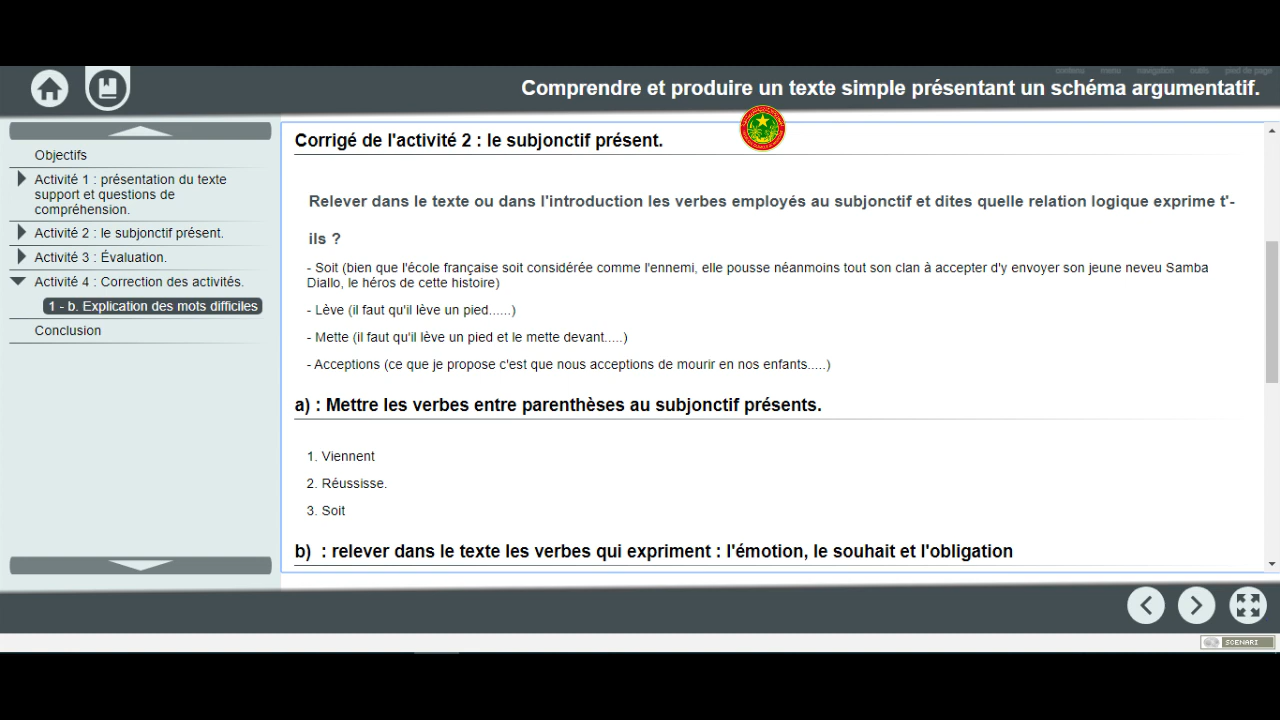 contenu menu navigation outils pied de page
Comprendre et produire un texte simple présentant un schéma argumentatif.
Objectifs
Activité 1 : présentation du texte
support et questions de
compréhension.
Activité 2 : le subjonctif présent.
Activité 3 : Évaluation.
Activité 4 : Correction des activités.
1 - b. Explication des mots difficiles
Conclusion
Corrigé de l'activité 2 : le subjonctif présent.
Relever dans le texte ou dans l'introduction les verbes employés au subjonctif et dites quelle relation logique exprime t'-
ils ?
- Soit (bien que l'école française soit considérée comme l'ennemi, elle pousse néanmoins tout son clan à accepter d'y envoyer son jeune neveu Samba
Diallo, le héros de cette histoire)
- Lève (il faut qu'il lève un pied......)
- Mette (il faut qu'il lève un pied et le mette devant.....)
- Acceptions (ce que je propose c'est que nous acceptions de mourir en nos enfants.....)
a) : Mettre les verbes entre parenthèses au subjonctif présents.
1. Viennent
2. Réussisse.
3. Soit
b) : relever dans le texte les verbes qui expriment : l'émotion, le souhait et l'obligation
SCENARI